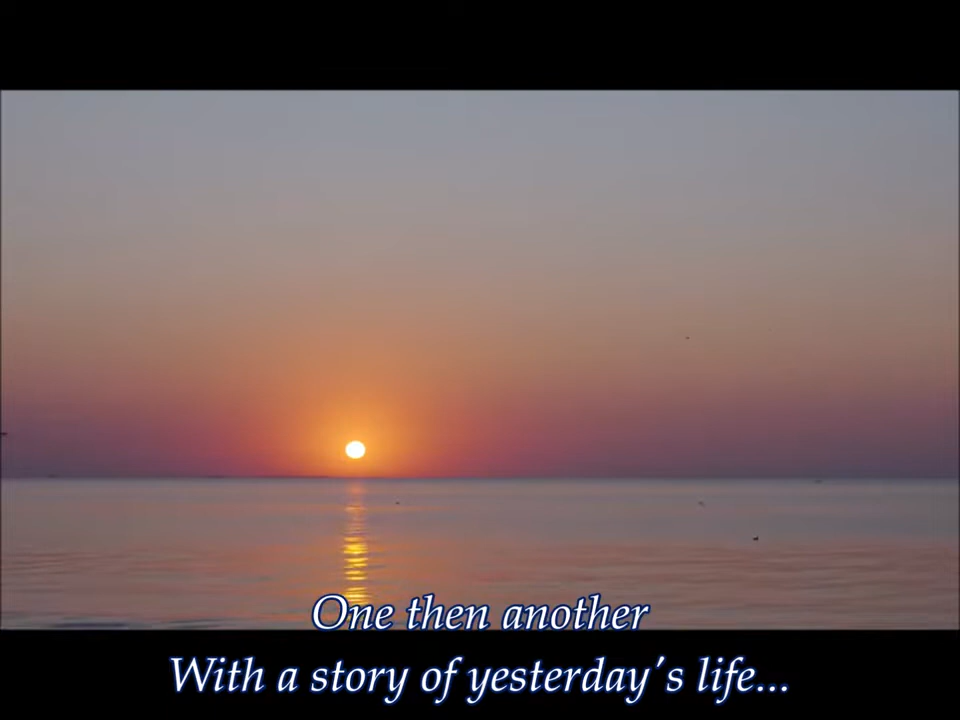 One then another
With a story of yesterday's life...